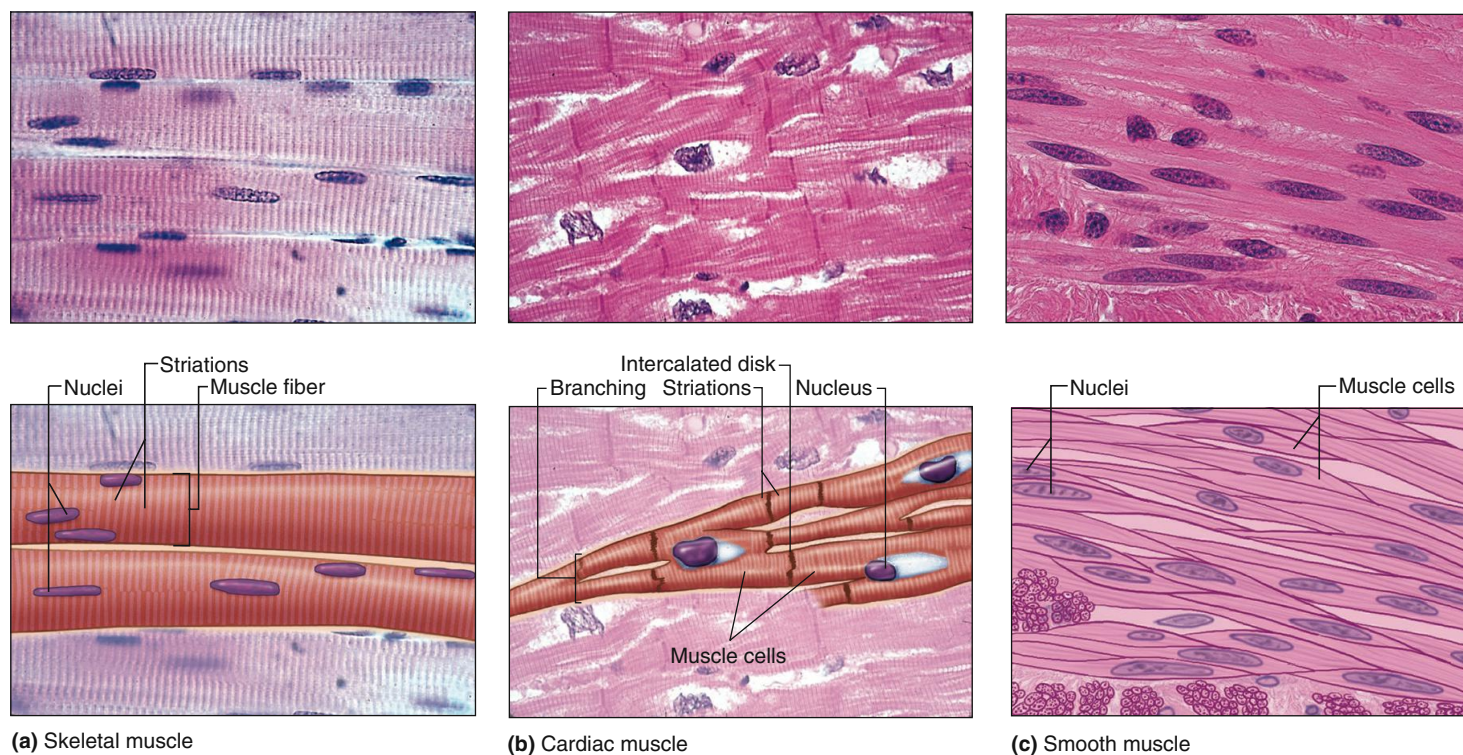 Striations
Nuclei
Muscle fiber
Intercalated disk
Branching
Striations
Nucleus
Muscle cells
Nuclei
Muscle cells
(a) Skeletal muscle
(b) Cardiac muscle
(c) Smooth muscle